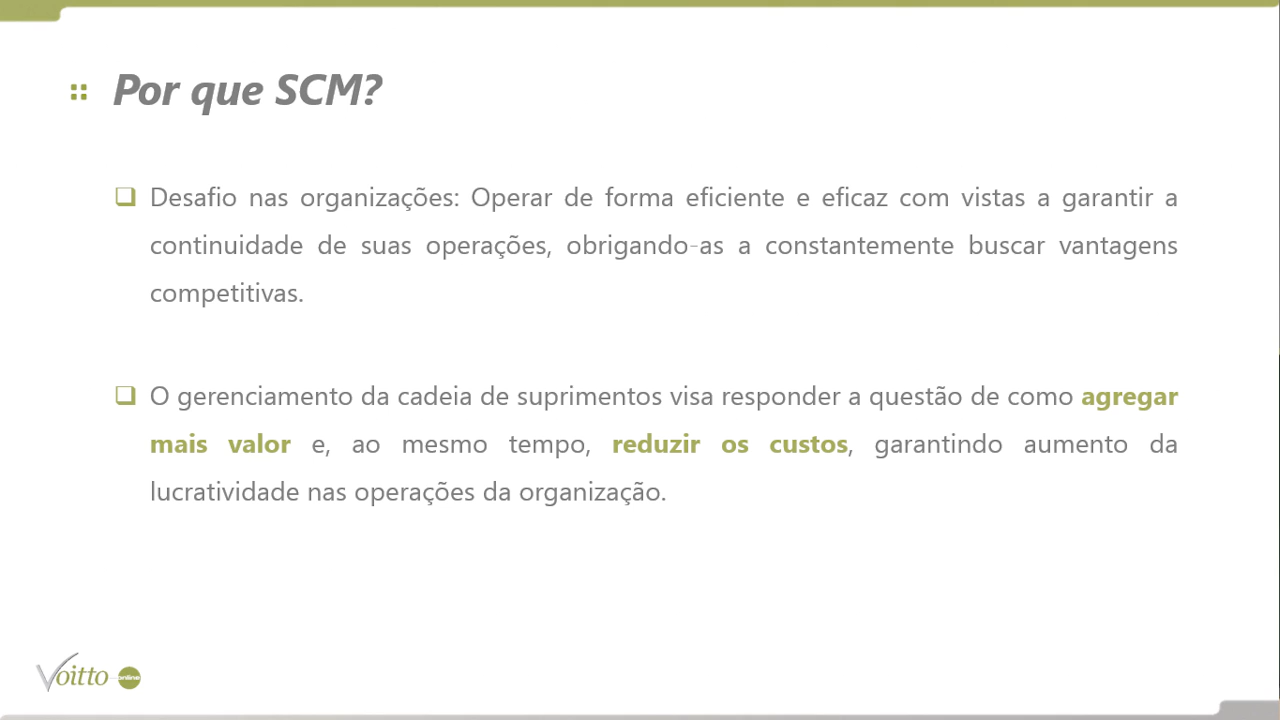 Por que SCM?
Desafio nas organizações: Operar de forma eficiente e eficaz com vistas a garantir a
continuidade de suas operações, obrigando-as a constantemente buscar vantagens
competitivas.
O gerenciamento da cadeia de suprimentos visa responder a questão de como agregar
mais valor e, ao mesmo tempo, reduzir os custos, garantindo aumento da
lucratividade nas operações da organização.
Voitto online